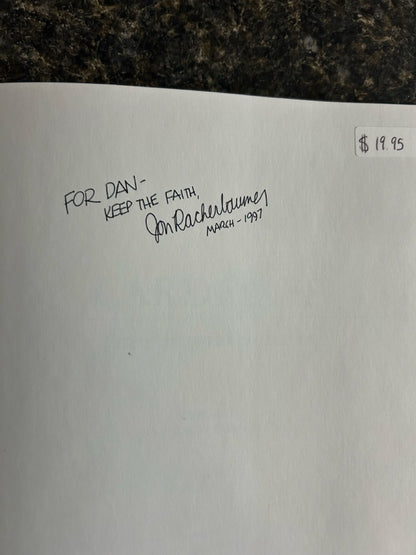 $ 19.95
FOR DAN-
KEEP THE FAITH,
Jon Racherbaumer
MARCH-1997